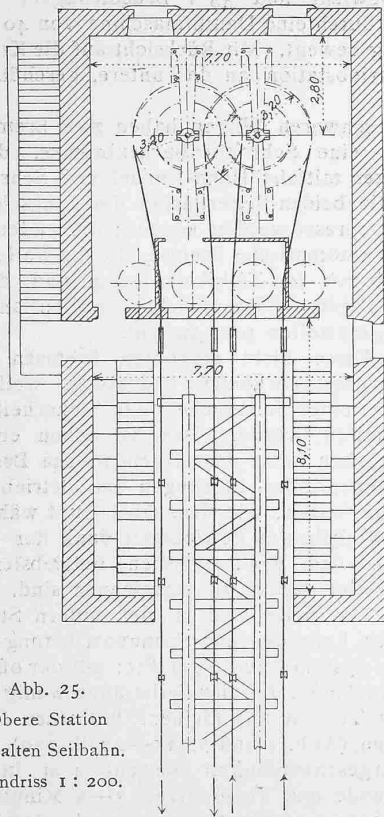 7,70
2,80
3,40
3,20
7,70
8,10
Abb. 25.
Obere Station
alten Seilbahn.
ndriss 1 : 200.